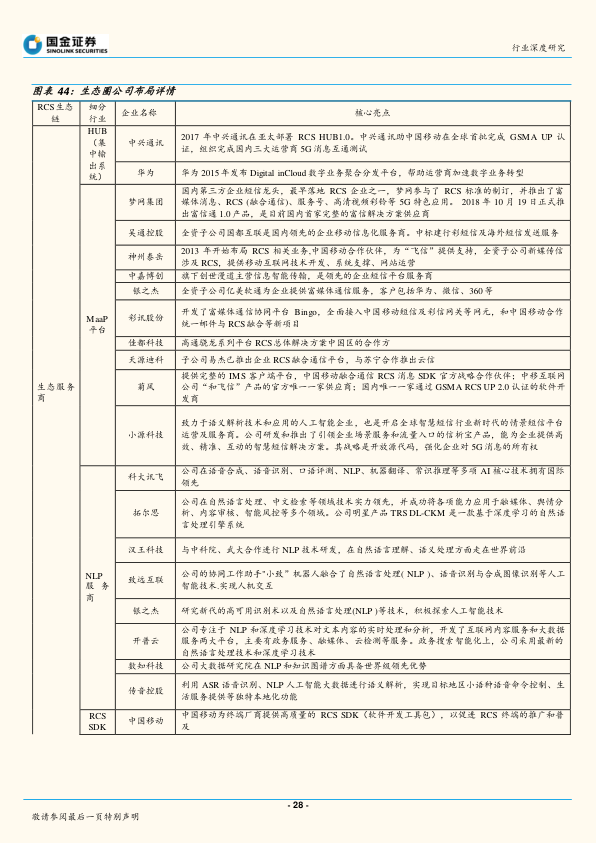 国金证券
SINOLINK SECURITIES
行业深度研究
图表 44：生态圈公司布局详情
RCS生态链
细分行业
企业名称
核心亮点
生态服务商
HUB（集中输出系统）
中兴通讯
2017 年中兴通讯在亚太部署 RCS HUB1.0。中兴通讯助中国移动在全球首批完成 GSMA UP 认
证，组织完成国内三大运营商 5G 消息互通测试
华为
华为 2015 年发布 Digital inCloud 数字业务聚合分发平台，帮助运营商加速数字业务转型
MaaP 平台
梦网集团
国内第三方企业短信龙头，最早落地 RCS 企业之一，梦网参与了 RCS 标准的制订，并推出了富
媒体消息、RCS (融合通信)、服务号、高清视频彩铃等 5G 特色应用。 2018 年 10 月 19 日正式推
出富信通 1.0 产品，是目前国内首家完整的富信解决方案供应商
吴通控股
全资子公司国都互联是国内领先的企业移动信息化服务商。中标建行彩短信及海外短信发送服务
神州泰岳
2013 年开始布局 RCS 相关业务,中国移动合作伙伴，为“飞信”提供支持，全资子公司新媒传信
涉及 RCS，提供移动互联网技术开发、系统支撑、网站运营
中嘉博创
旗下创世漫道主营信息智能传输，是领先的企业短信平台服务商
银之杰
全资子公司亿美软通为企业提供富媒体通信服务，客户包括华为、微信、360 等
彩讯股份
开发了富媒体通信协同平台 Bingo，全面接入中国移动短信及彩信网关等网元，和中国移动合作
统一邮件与 RCS 融合等新项目
佳都科技
高通骁龙系列平台 RCS 总体解决方案中国区的合作方
天源迪科
子公司易杰已推出企业 RCS 融合通信平台，与苏宁合作推出云信
菊风
提供完整的 IMS 客户端平台，中国移动融合通信 RCS 消息 SDK 官方战略合作伙伴；中移互联网
公司“和飞信”产品的官方唯一一家供应商；国内唯一一家通过 GSMA RCS UP 2.0 认证的软件开
发商
小源科技
致力于语义解析技术和应用的人工智能企业，也是开启全球智慧短信行业新时代的情景短信平台
运营及服务商。公司研发和推出了引领企业场景服务和流量入口的信析宝产品，能为企业提供高
效、精准、互动的智慧短信解决方案。其战略是开放源代码，强化企业对 5G 消息的所有权
NLP 服务商
科大讯飞
公司在语音合成、语音识别、口语评测、NLP、机器翻译、常识推理等多项 AI 核心技术拥有国际
领先
拓尔思
公司在自然语言处理、中文检索等领域技术实力领先，并成功将各项能力应用于融媒体、舆情分
析、内容审核、智能风控等多个领域。公司明星产品 TRS DL-CKM 是一款基于深度学习的自然语
言处理引擎系统
汉王科技
与中科院、武大合作进行 NLP 技术研发，在自然语言理解、语义处理方面走在世界前沿
致远互联
公司的协同工作助手“小致”机器人融合了自然语言处理( NLP )、语音识别与合成图像识别等人工
智能技术,实现人机交互
银之杰
研究新代的高可用识别术以及自然语言处理(NLP )等技术，积极探索人工智能技术
开普云
公司专注于 NLP 和深度学习技术对文本内容的实时处理和分析，开发了互联网内容服务和大数据
服务两大平台，主要有政务服务、融媒体、云检测等服务。政务搜索智能化上，公司采用最新的
自然语言处理技术和深度学习技术
数知科技
公司大数据研究院在 NLP 和知识图谱方面具备世界级领先优势
传音控股
利用 ASR 语音识别、NLP 人工智能大数据进行语义解析，实现目标地区小语种语音命令控制、生
活服务提供等独特本地化功能
RCS SDK
中国移动
中国移动为终端厂商提供高质量的 RCS SDK（软件开发工具包），以促进 RCS 终端的推广和普
及
- 28 -
敬请参阅最后一页特别声明